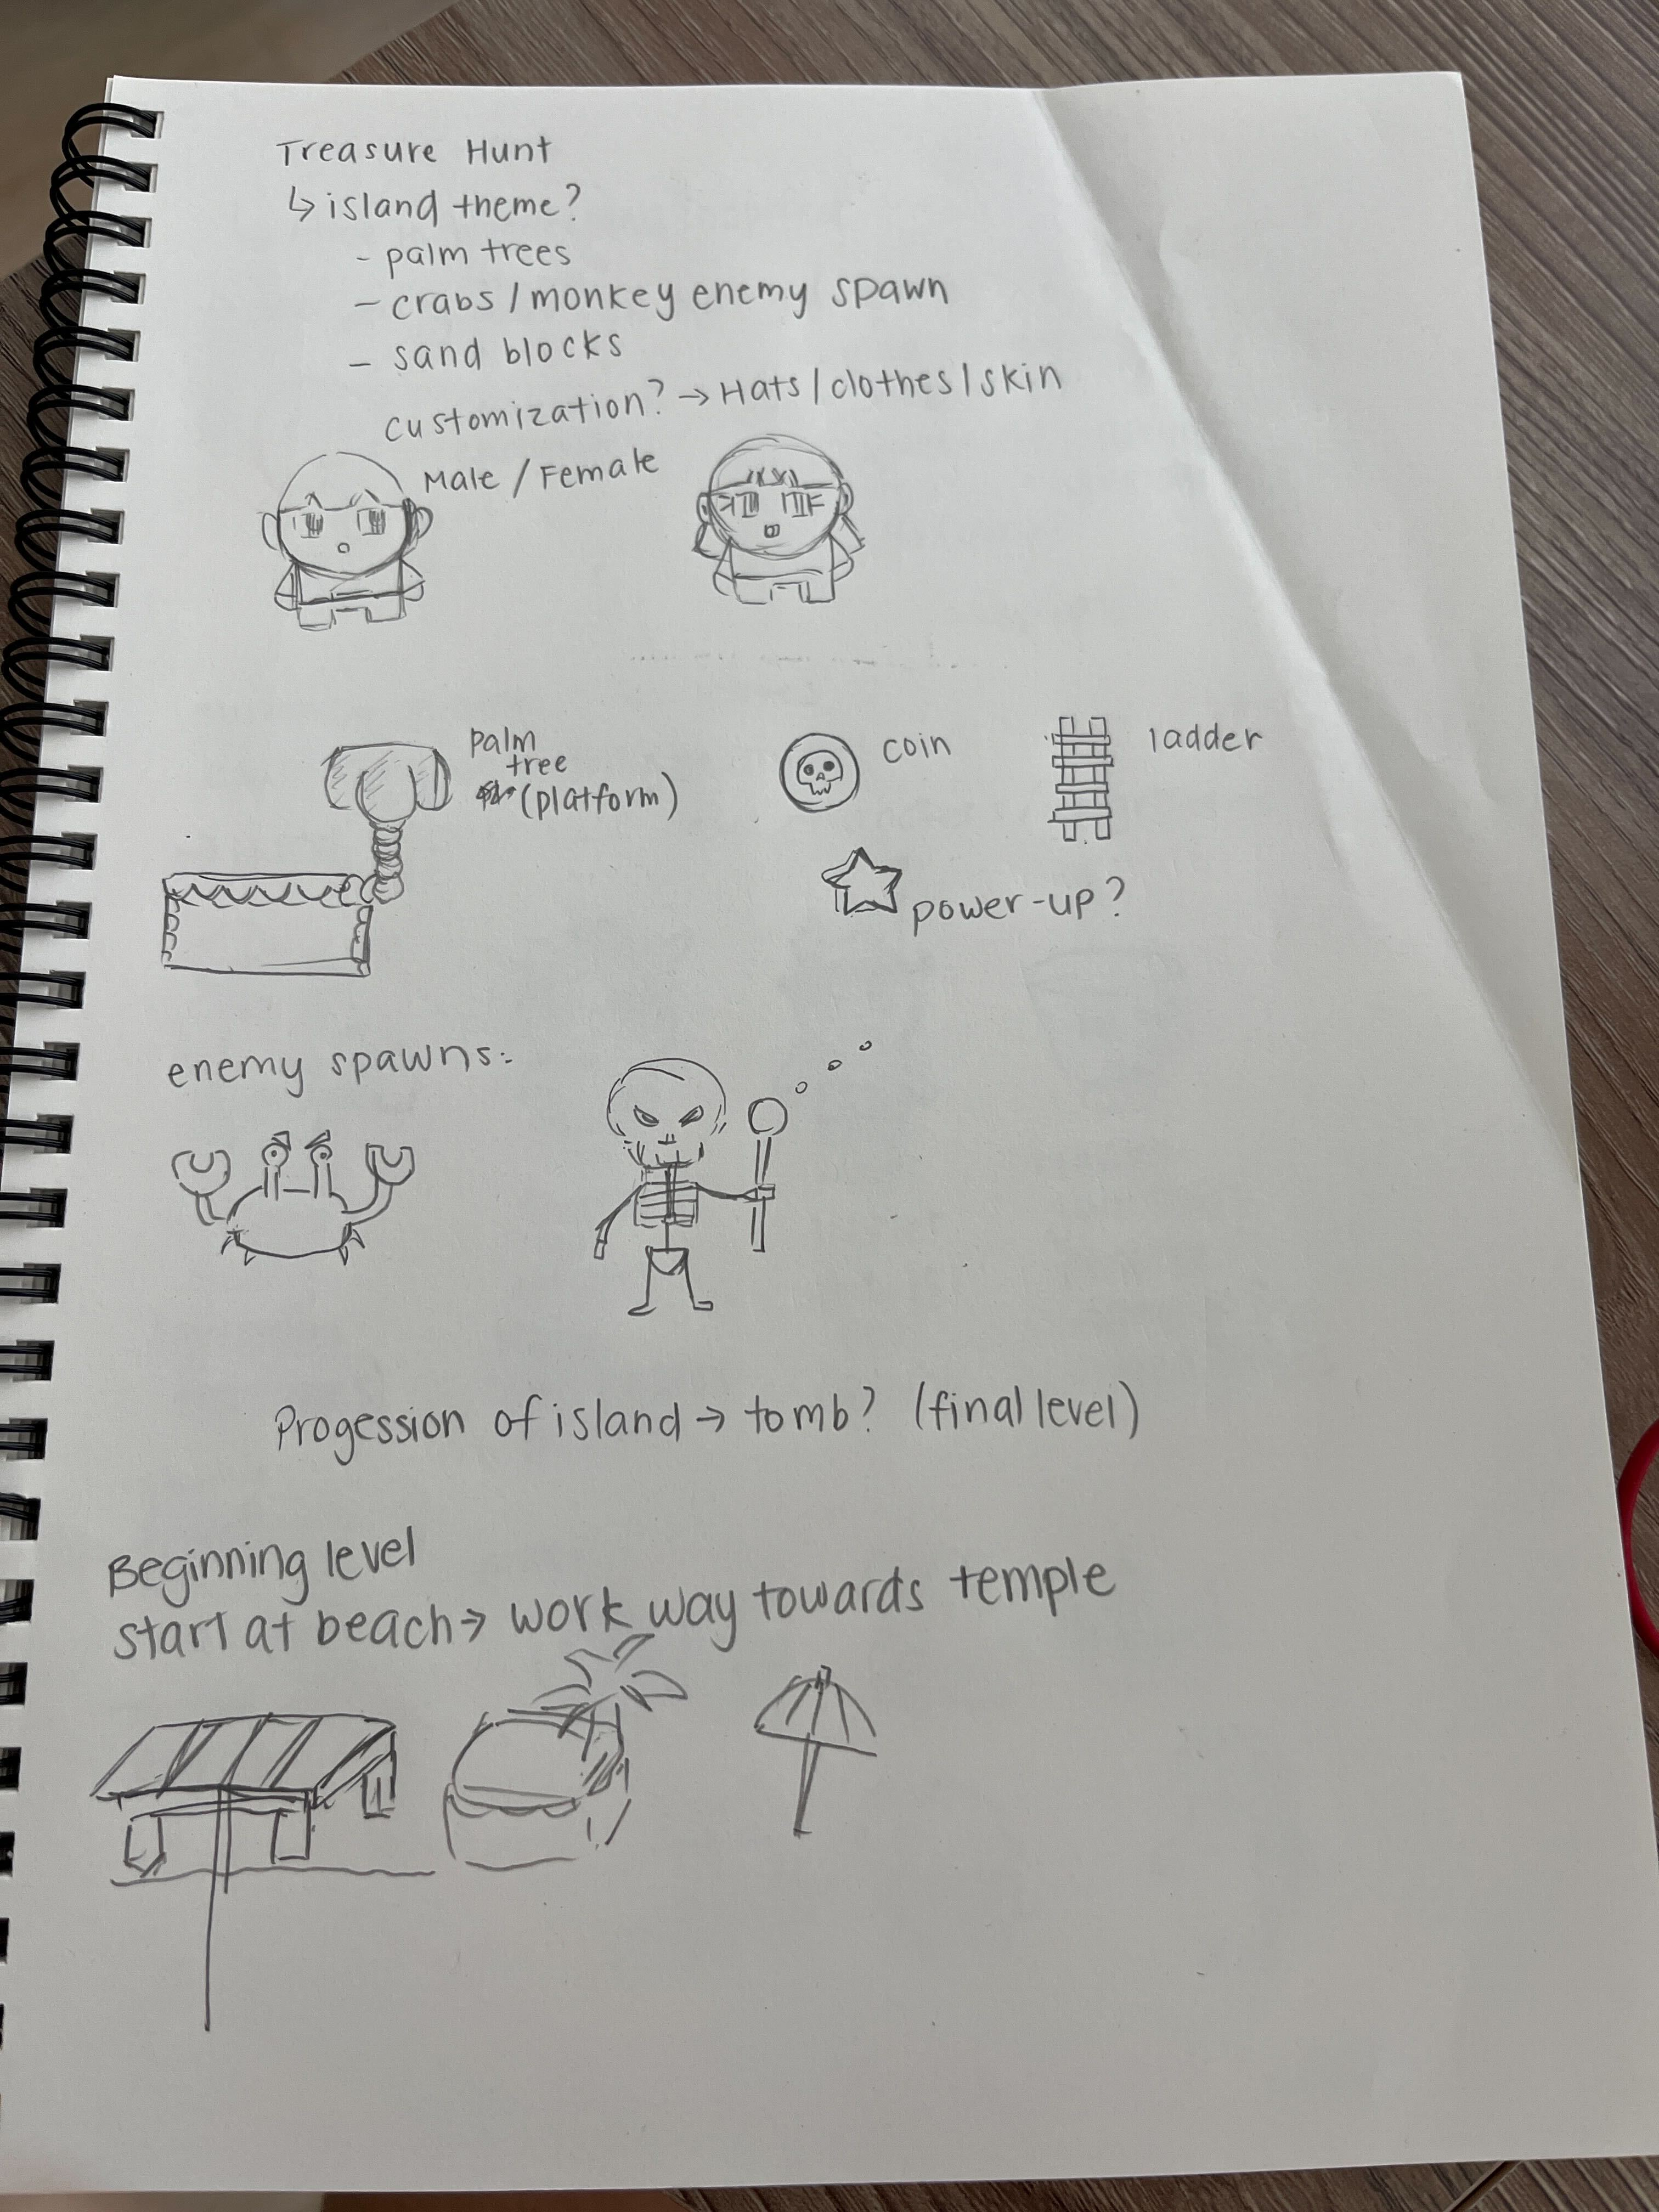 Treasure Hunt
↳ island theme?
- palm trees
- crabs / monkey enemy spawn
- sand blocks
customization? → Hats / clothes / skin
Male / Female
palm
tree
(platform)
coin
ladder
power-up?
enemy spawns:
Progession of island → tomb? (final level)
Beginning level
start at beach → work way towards temple